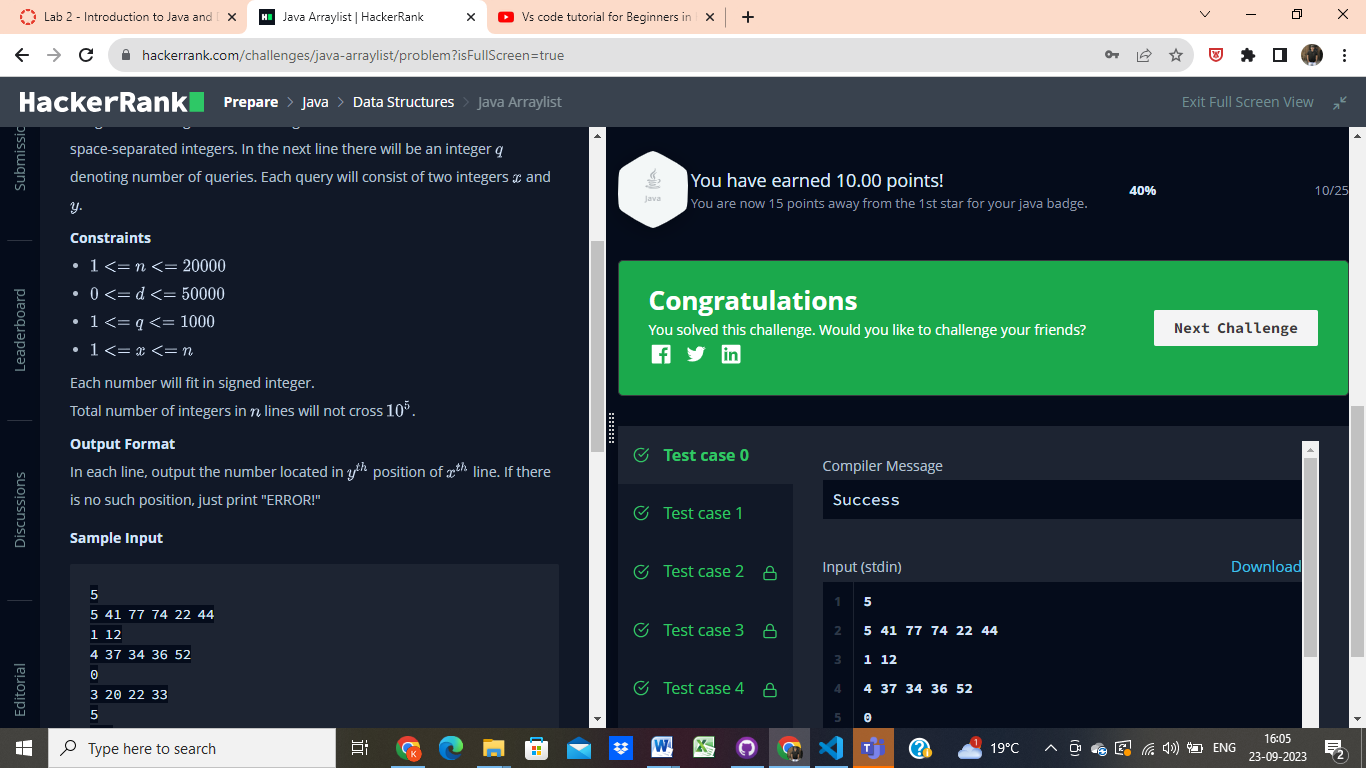 Lab 2 - Introduction to Java and
Java Arraylist | HackerRank
Vs code tutorial for Beginners in
hackerrank.com/challenges/java-arraylist/problem?isFullScreen=true
HackerRank
Prepare > Java > Data Structures > Java Arraylist
Exit Full Screen View
Submissio
Leaderboard
Discussions
Editorial
space-separated integers. In the next line there will be an integer q
denoting number of queries. Each query will consist of two integers x and
y.
Constraints
• 1 <= n <= 20000
• 0 <= d <= 50000
• 1 <= q <= 1000
• 1 <= x <= n
Each number will fit in signed integer.
Total number of integers in n lines will not cross 10^5.
Output Format
In each line, output the number located in y^th position of x^th line. If there
is no such position, just print "ERROR!"
Sample Input
5
5 41 77 74 22 44
1 12
4 37 34 36 52
0
3 20 22 33
5
java
You have earned 10.00 points!
You are now 15 points away from the 1st star for your java badge.
40%
10/25
Congratulations
You solved this challenge. Would you like to challenge your friends?
Next Challenge
Test case 0
Test case 1
Test case 2
Test case 3
Test case 4
Compiler Message
Success
Input (stdin)
Download
1 5
2 5 41 77 74 22 44
3 1 12
4 4 37 34 36 52
5 0
Type here to search
19°C
ENG
16:05
23-09-2023
2